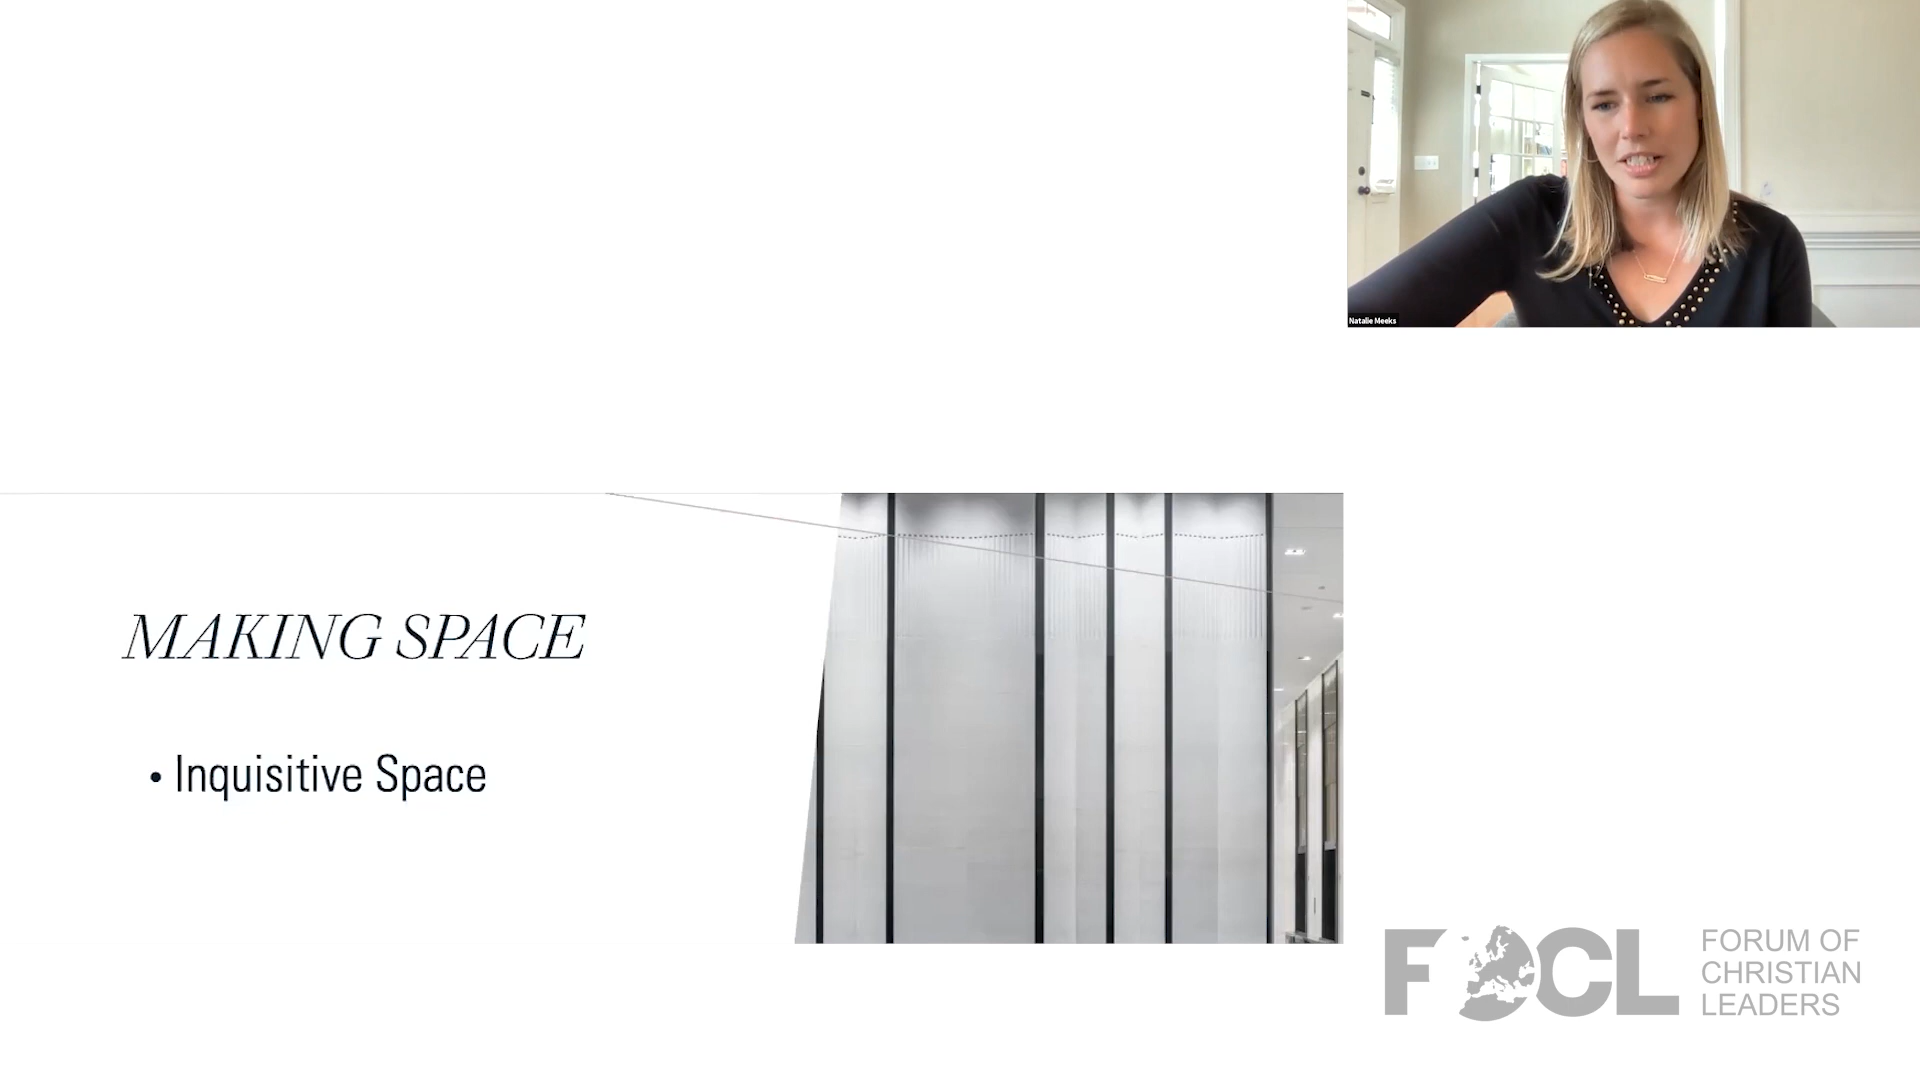 Natalie Meeks
MAKING SPACE
• Inquisitive Space
FOCL
FORUM OF
CHRISTIAN
LEADERS